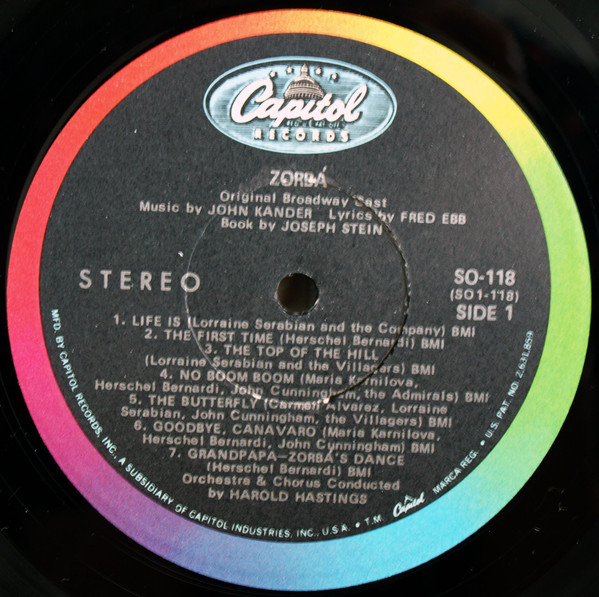 Capitol
RECORDS
ZORBÁ
Original Broadway Cast
Music by JOHN KANDER Lyrics by FRED EBB
Book by JOSEPH STEIN
STEREO
SO-118
(SO1-118)
SIDE 1
1. LIFE IS (Lorraine Serabian and the Company) BMI
2. THE FIRST TIME (Herschel Bernardi) BMI
3. THE TOP OF THE HILL
(Lorraine Serabian and the Villagers) BMI
4. NO BOOM BOOM (Maria Karnilova,
Herschel Bernardi, John Cunningham, the Admirals) BMI
5. THE BUTTERFLY (Carmen Alvarez, Lorraine
Serabian, John Cunningham, the Villagers) BMI
6. GOODBYE, CANAVARO (Maria Karnilova,
Herschel Bernardi, John Cunningham) BMI
7. GRANDPAPA-ZORBÁ'S DANCE
(Herschel Bernardi) BMI
Orchestra & Chorus Conducted
by HAROLD HASTINGS
MFD. BY CAPITOL RECORDS, INC., A SUBSIDIARY OF CAPITOL INDUSTRIES, INC., U.S.A. • T.M. Capitol MARCA REG. • U.S. PAT. NO. 2,631,859